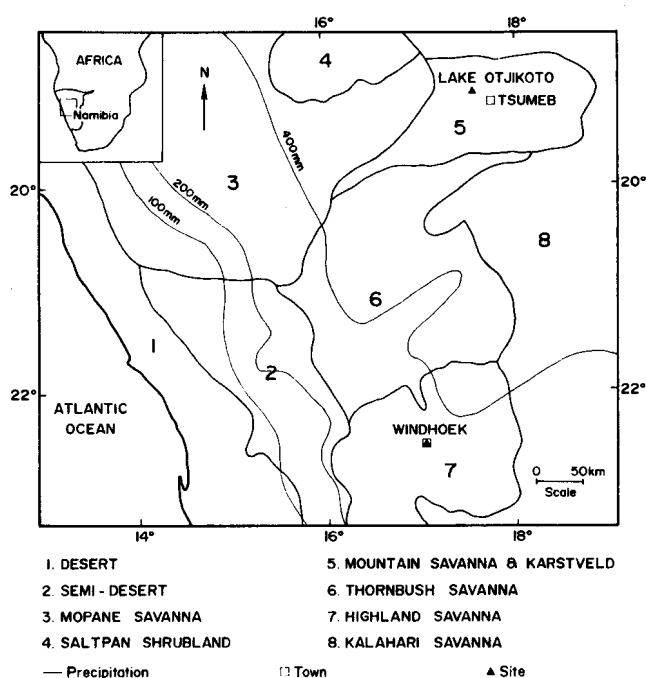 16°
18°
AFRICA
Namibia
N
4
LAKE OTJIKOTO
TSUMEB
5
400mm
3
200mm
100mm
20°
20°
8
6
1
2
22°
22°
ATLANTIC
OCEAN
WINDHOEK
7
0 50km
Scale
14°
16°
18°
1. DESERT
2. SEMI-DESERT
3. MOPANE SAVANNA
4. SALTPAN SHRUBLAND
5. MOUNTAIN SAVANNA & KARSTVELD
6. THORNBUSH SAVANNA
7. HIGHLAND SAVANNA
8. KALAHARI SAVANNA
Precipitation
Town
Site